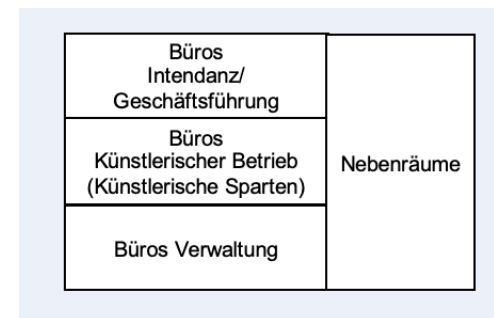 Büros
Intendanz/
Geschäftsführung
Büros
Künstlerischer Betrieb
(Künstlerische Sparten)
Nebenräume
Büros Verwaltung